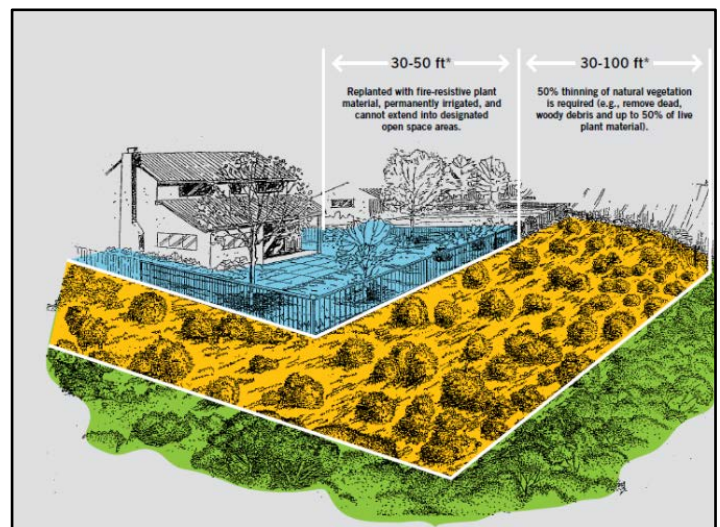 30-50 ft*
Replanted with fire-resistive plant
material, permanently irrigated, and
cannot extend into designated
open space areas.
30-100 ft*
50% thinning of natural vegetation
is required (e.g., remove dead,
woody debris and up to 50% of live
plant material).